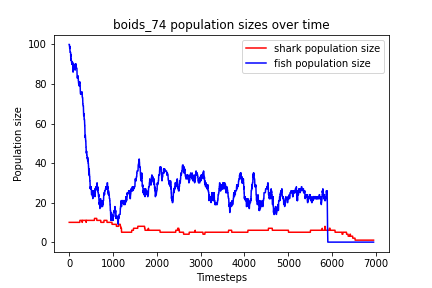 boids_74 population sizes over time
shark population size
fish population size
Population size
100
80
60
40
20
0
0 1000 2000 3000 4000 5000 6000 7000
Timesteps